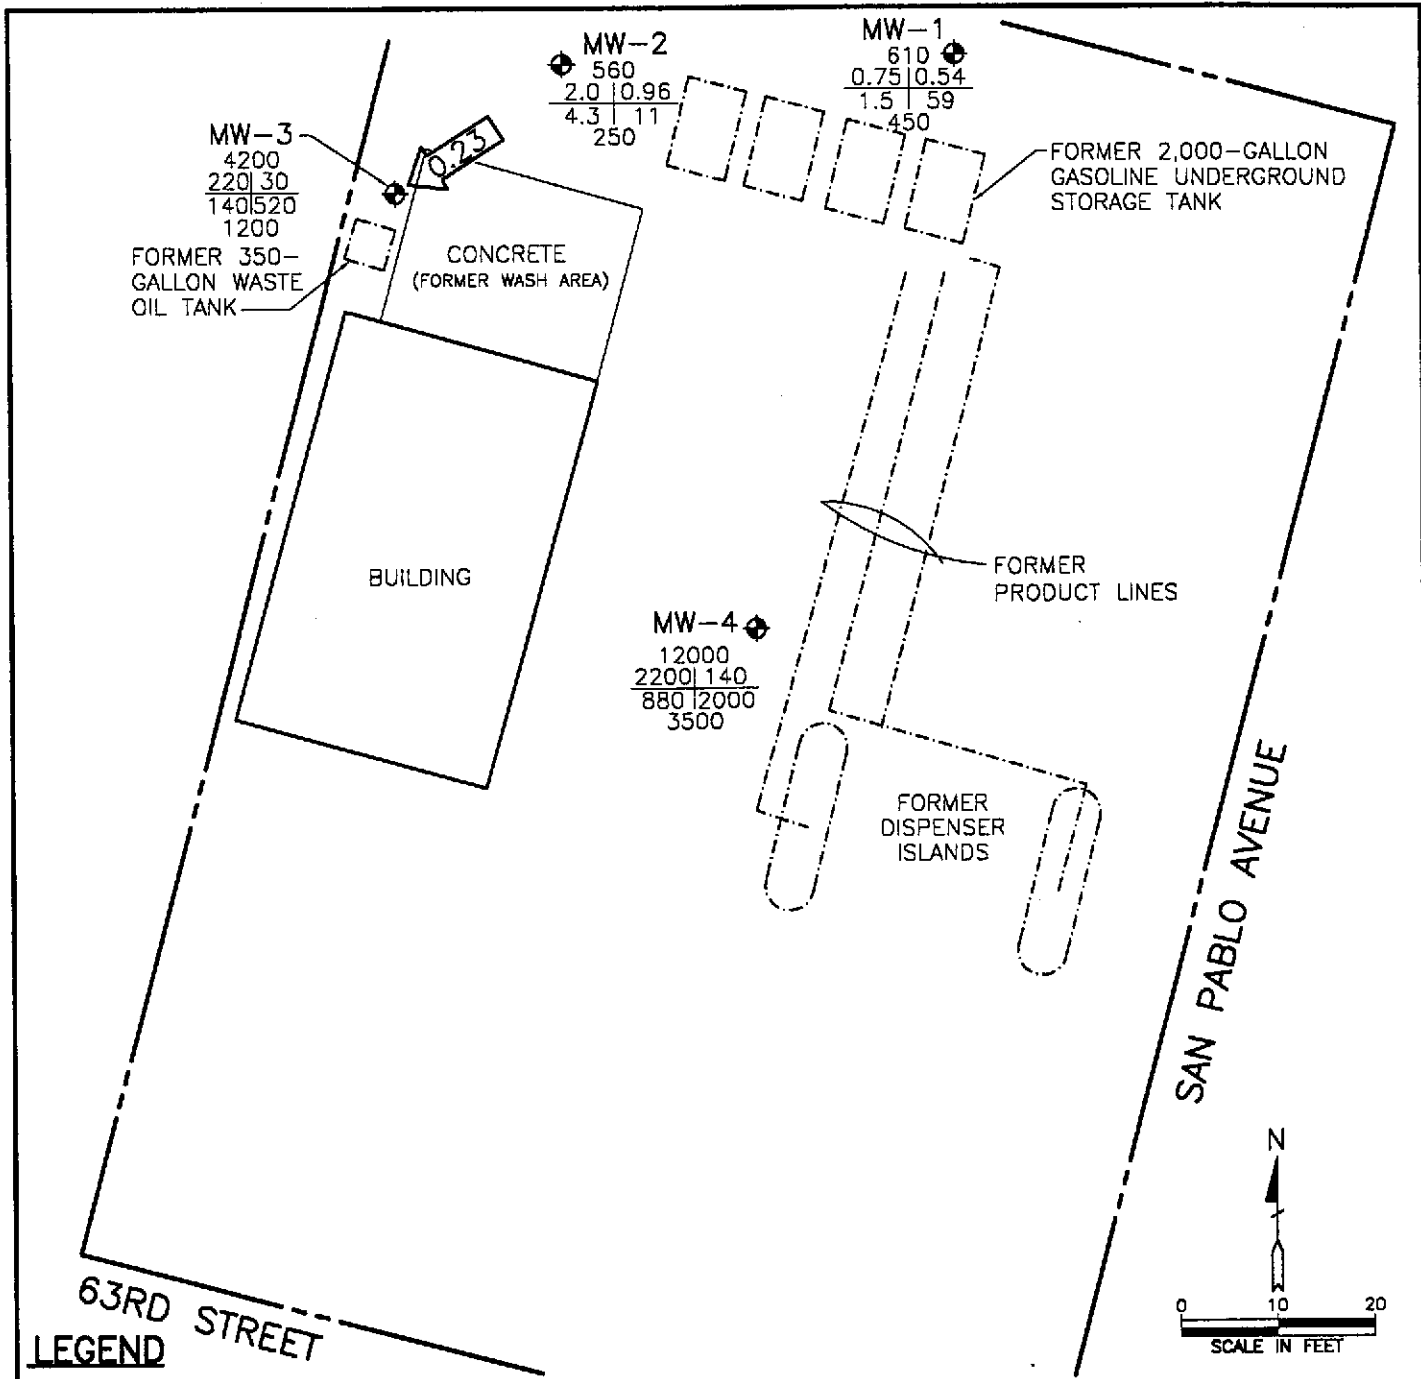 MW-2
560
2.0 | 0.96
4.3 | 11
250
MW-1
610
0.75 | 0.54
1.5 | 59
450
MW-3
4200
220 | 30
140 | 520
1200
0.23
FORMER 2,000-GALLON
GASOLINE UNDERGROUND
STORAGE TANK
FORMER 350-
GALLON WASTE
OIL TANK
CONCRETE
(FORMER WASH AREA)
BUILDING
FORMER
PRODUCT LINES
MW-4
12000
2200 | 140
880 | 2000
3500
FORMER
DISPENSER
ISLANDS
SAN PABLO AVENUE
N
0 10 20
SCALE IN FEET
63RD STREET
LEGEND